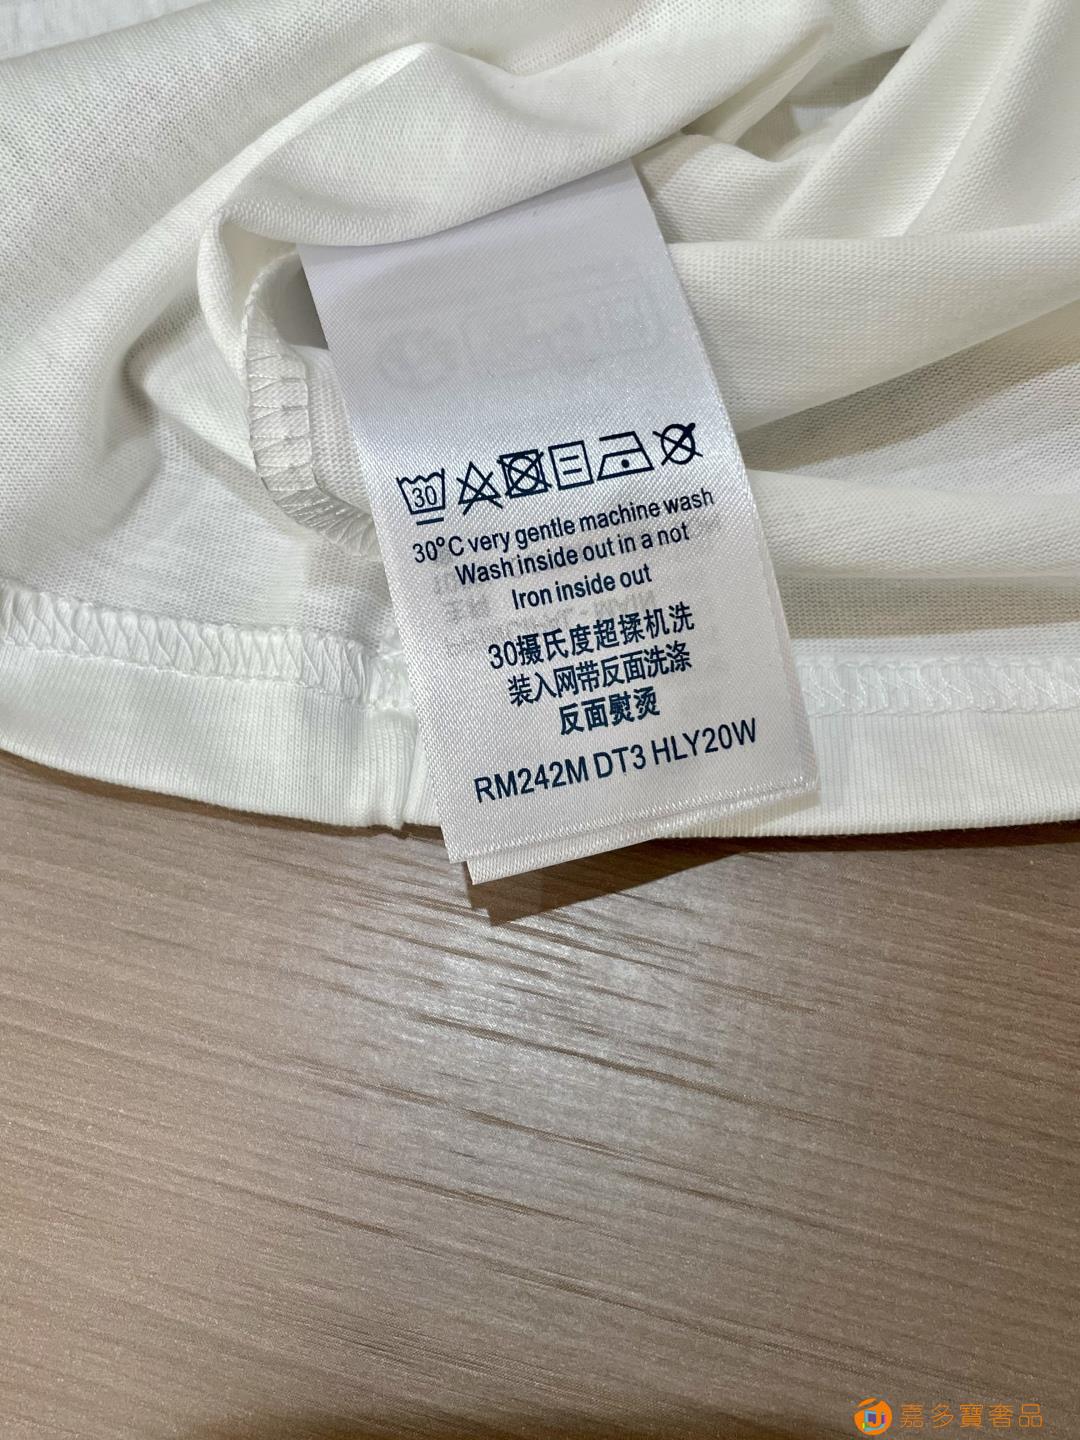 30
30°C very gentle machine wash
Wash inside out in a not
Iron inside out
30摄氏度超揉机洗
装入网带反面洗涤
反面熨烫
RM242M DT3 HLY20W
嘉多寶奢品